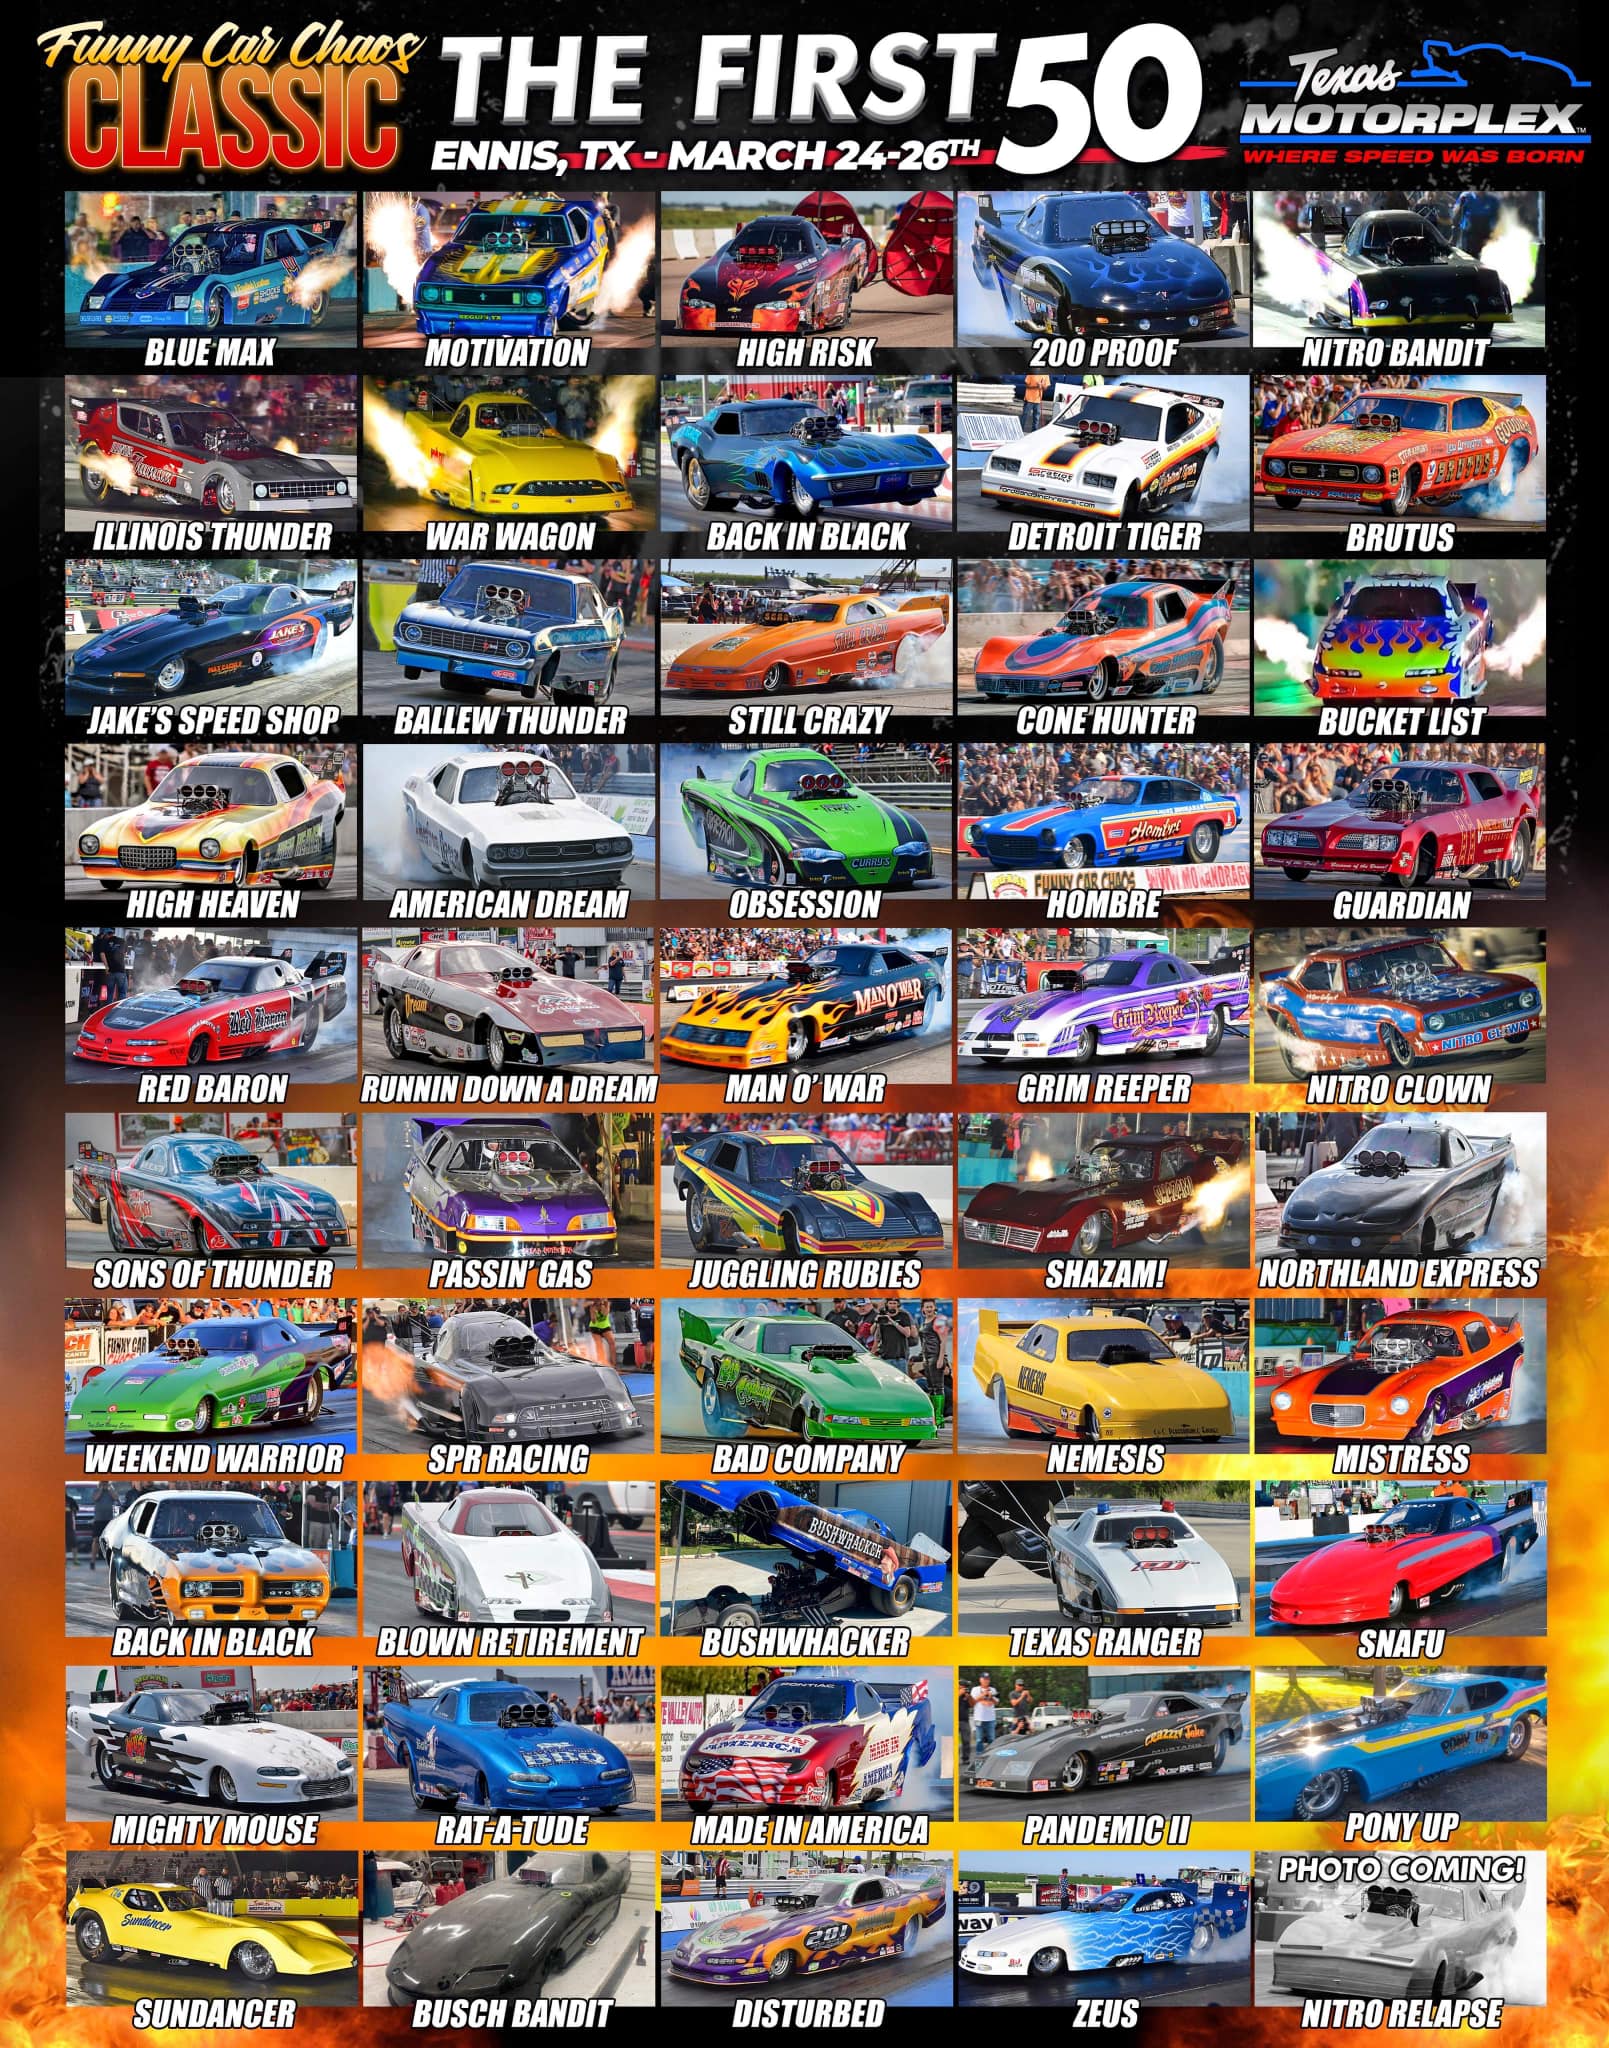 Funny Car Chaos
CLASSIC
THE FIRST 50
ENNIS, TX - MARCH 24-26TH
Texas
MOTORPLEX
WHERE SPEED WAS BORN
BLUE MAX
MOTIVATION
HIGH RISK
200 PROOF
NITRO BANDIT
ILLINOIS THUNDER
WAR WAGON
BACK IN BLACK
DETROIT TIGER
BRUTUS
JAKE'S SPEED SHOP
BALLEW THUNDER
STILL CRAZY
CONE HUNTER
BUCKET LIST
HIGH HEAVEN
AMERICAN DREAM
OBSESSION
HOMBRE
GUARDIAN
RED BARON
RUNNIN DOWN A DREAM
MAN O' WAR
GRIM REEPER
NITRO CLOWN
SONS OF THUNDER
PASSIN' GAS
JUGGLING RUBIES
SHAZAM!
NORTHLAND EXPRESS
WEEKEND WARRIOR
SPR RACING
BAD COMPANY
NEMESIS
MISTRESS
BACK IN BLACK
BLOWN RETIREMENT
BUSHWHACKER
TEXAS RANGER
SNAFU
MIGHTY MOUSE
RAT-A-TUDE
MADE IN AMERICA
PANDEMIC II
PONY UP
PHOTO COMING!
SUNDANCER
BUSCH BANDIT
DISTURBED
ZEUS
NITRO RELAPSE